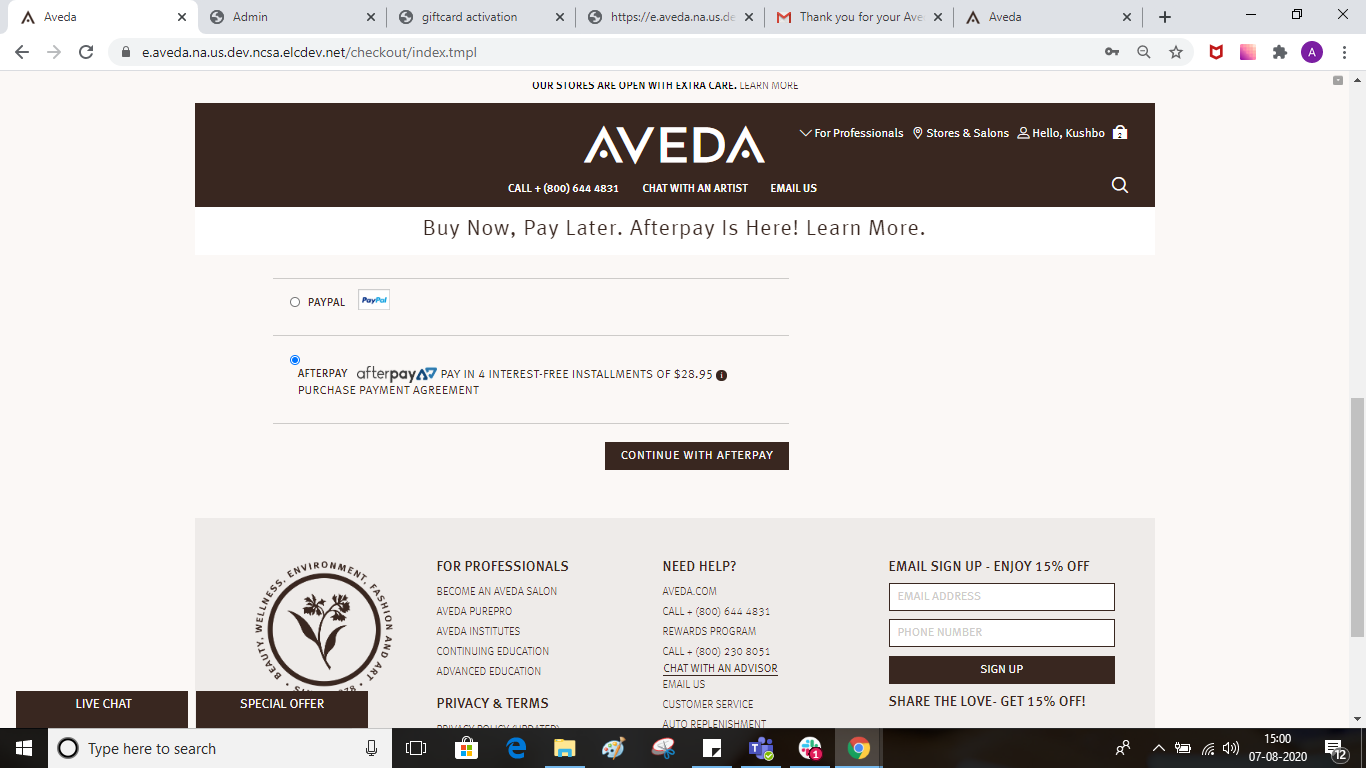 Aveda
Admin
giftcard activation
https://e.aveda.na.us.de
Thank you for your Ave
Aveda
e.aveda.na.us.dev.ncsa.elcdev.net/checkout/index.tmpl
A
OUR STORES ARE OPEN WITH EXTRA CARE. LEARN MORE
AVEDA
For Professionals
Stores & Salons
Hello, Kushbo
2
CALL + (800) 644 4831
CHAT WITH AN ARTIST
EMAIL US
Buy Now, Pay Later. Afterpay Is Here! Learn More.
PAYPAL PayPal
AFTERPAY afterpay PAY IN 4 INTEREST-FREE INSTALLMENTS OF $28.95 i
PURCHASE PAYMENT AGREEMENT
CONTINUE WITH AFTERPAY
BEAUTY, WELLNESS, ENVIRONMENT, FASHION AND ART
FOR PROFESSIONALS
BECOME AN AVEDA SALON
AVEDA PUREPRO
AVEDA INSTITUTES
CONTINUING EDUCATION
ADVANCED EDUCATION
PRIVACY & TERMS
PRIVACY POLICY (UPDATED)
NEED HELP?
AVEDA.COM
CALL + (800) 644 4831
REWARDS PROGRAM
CALL + (800) 230 8051
CHAT WITH AN ADVISOR
EMAIL US
CUSTOMER SERVICE
AUTO REPLENISHMENT
EMAIL SIGN UP - ENJOY 15% OFF
EMAIL ADDRESS
PHONE NUMBER
SIGN UP
SHARE THE LOVE- GET 15% OFF!
LIVE CHAT
SPECIAL OFFER
Type here to search
1
15:00
07-08-2020
12